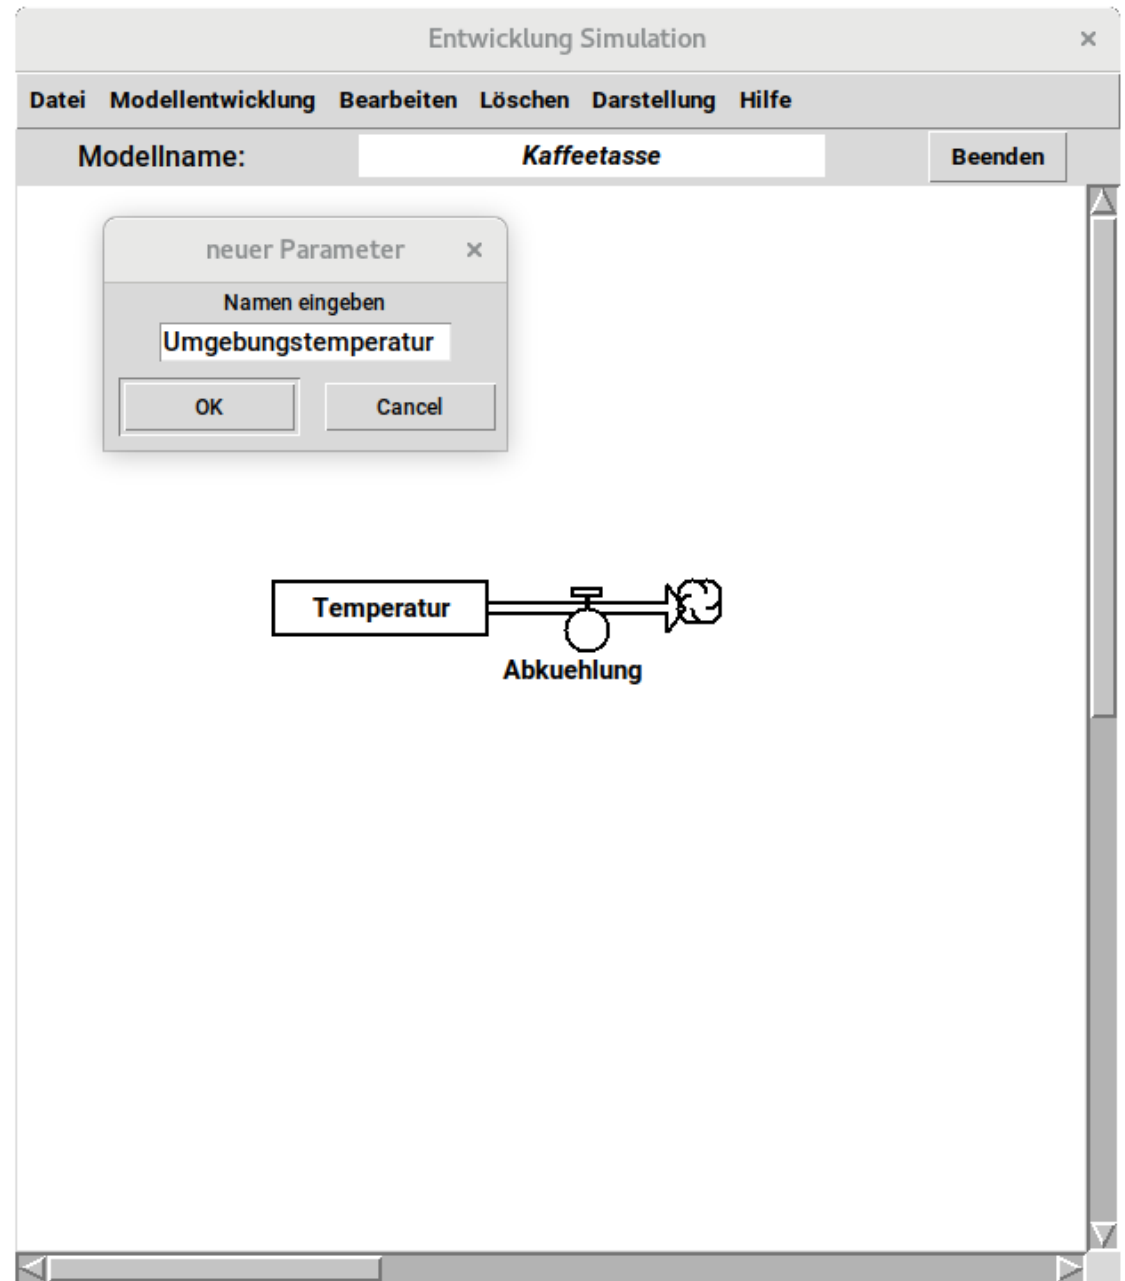 Entwicklung Simulation
Datei Modellentwicklung Bearbeiten Löschen Darstellung Hilfe
Modellname: Kaffeetasse Beenden
neuer Parameter
Namen eingeben
Umgebungstemperatur
OK Cancel
Temperatur
Abkuehlung